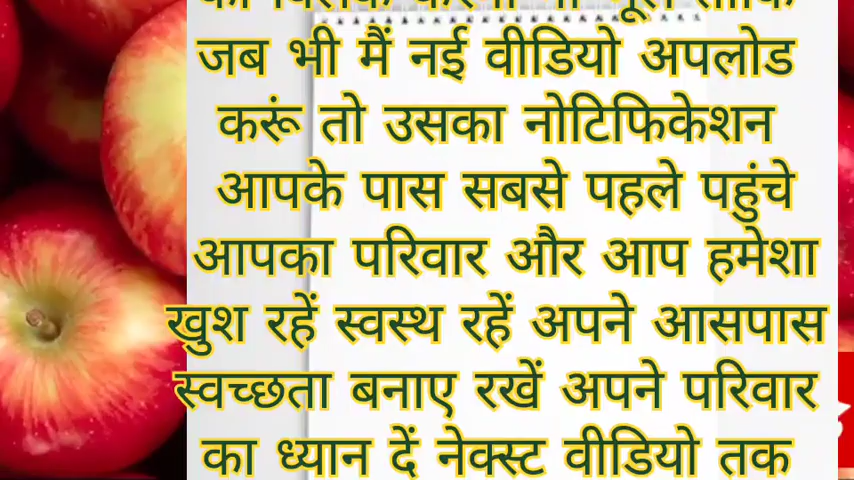 जब भी मैं नई वीडियो अपलोड
करूं तो उसका नोटिफिकेशन
आपके पास सबसे पहले पहुंचे
आपका परिवार और आप हमेशा
खुश रहें स्वस्थ रहें अपने आसपास
स्वच्छता बनाए रखें अपने परिवार
का ध्यान दें नेक्स्ट वीडियो तक